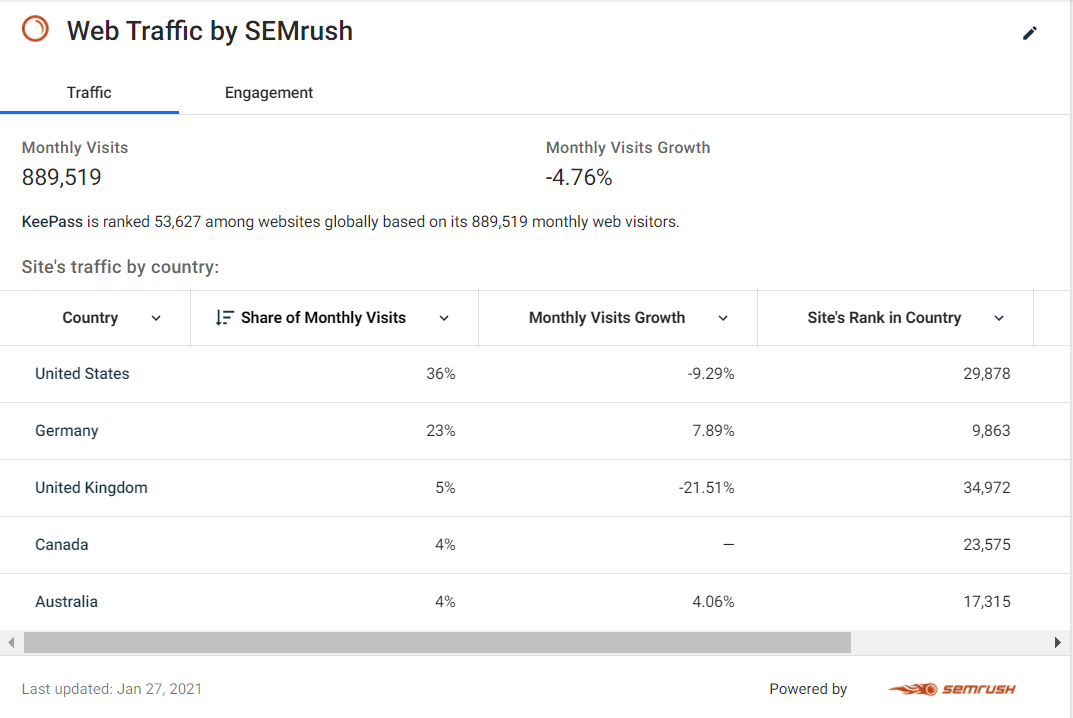 Web Traffic by SEMrush
Traffic Engagement
Monthly Visits Monthly Visits Growth
889,519 -4.76%
KeePass is ranked 53,627 among websites globally based on its 889,519 monthly web visitors.
Site's traffic by country:
Country Share of Monthly Visits Monthly Visits Growth Site's Rank in Country
United States 36% -9.29% 29,878
Germany 23% 7.89% 9,863
United Kingdom 5% -21.51% 34,972
Canada 4% — 23,575
Australia 4% 4.06% 17,315
Last updated: Jan 27, 2021 Powered by semrush